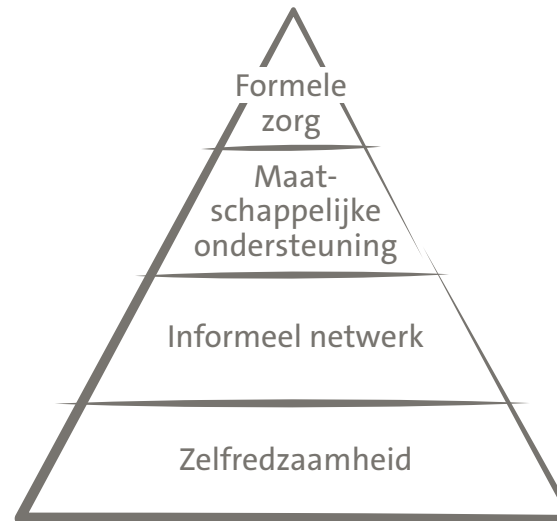 Formele
zorg
Maat-
schappelijke
ondersteuning
Informeel netwerk
Zelfredzaamheid